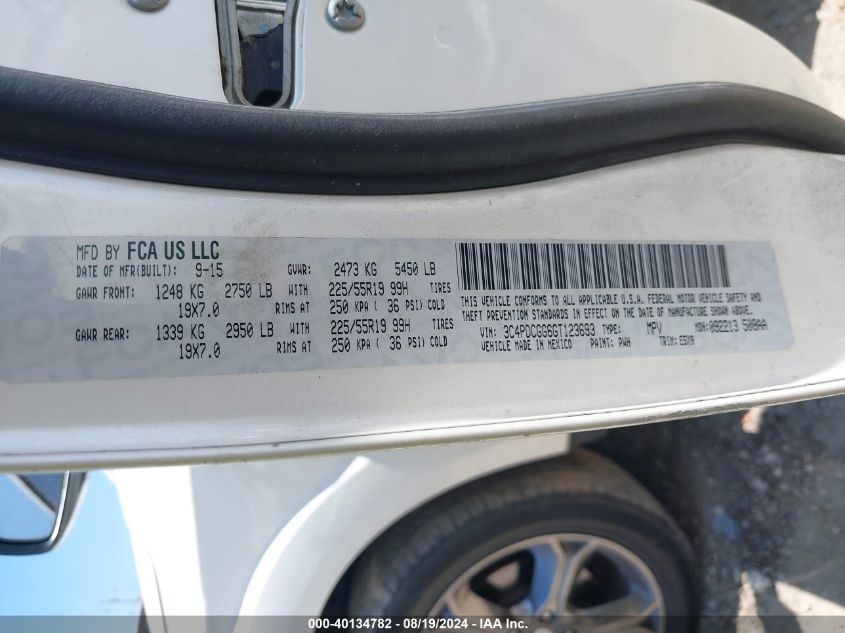 MFD BY FCA US LLC
DATE OF MFR(BUILT): 9-15 GVWR: 2473 KG 5450 LB
GAWR FRONT: 1248 KG 2750 LB WITH 225/55R19 99H TIRES
19X7.0 RIMS AT 250 KPA ( 36 PSI) COLD
GAWR REAR: 1339 KG 2950 LB WITH 225/55R19 99H TIRES
19X7.0 RIMS AT 250 KPA ( 36 PSI) COLD
THIS VEHICLE CONFORMS TO ALL APPLICABLE U.S.A. FEDERAL MOTOR VEHICLE SAFETY,
THEFT PREVENTION STANDARDS IN EFFECT ON THE DATE OF MANUFACTURE SHOWN ABOVE.
VIN: 3C4PDCGG6GT123693 TYPE: MPV MDH: 092213 508AA
VEHICLE MADE IN MEXICO PAINT: PWH TRIM:
000-40134782 - 08/19/2024 - IAA Inc.